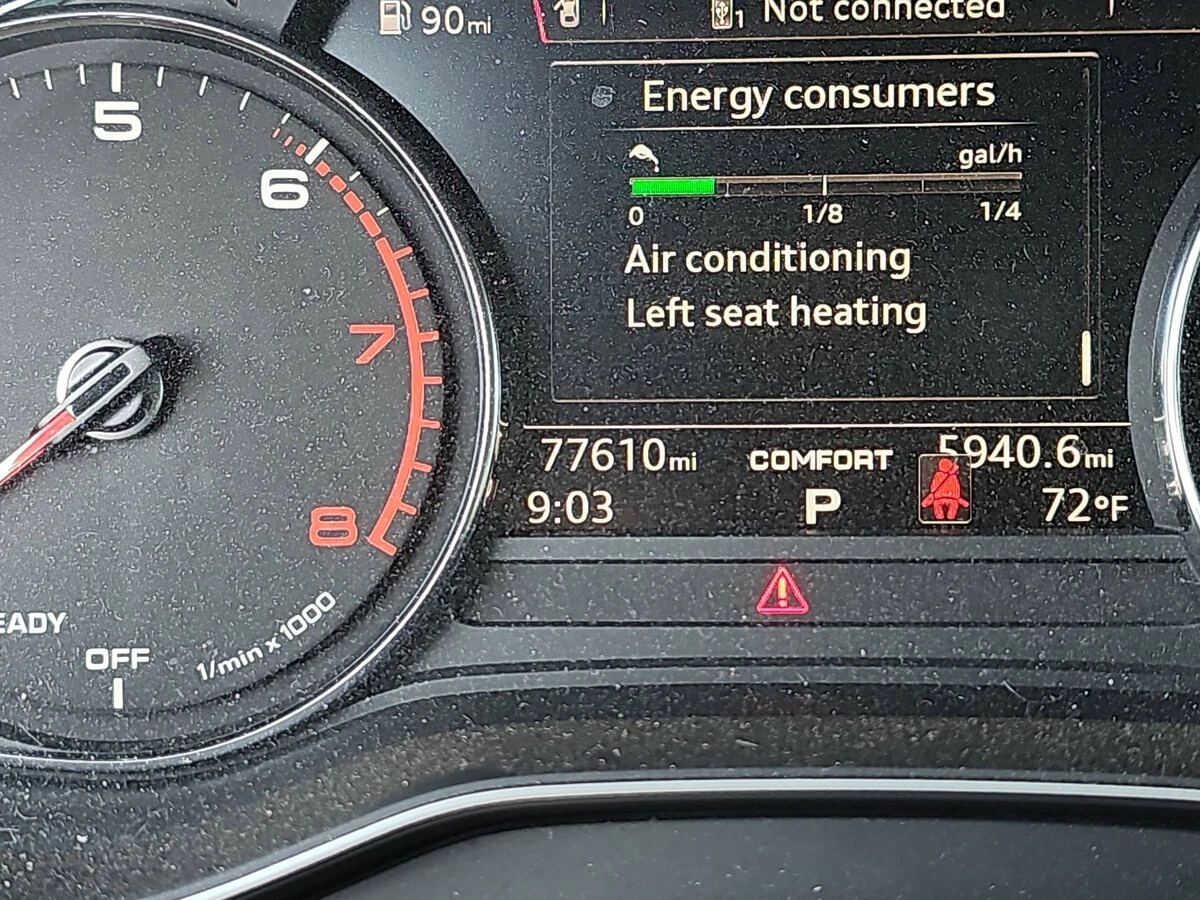 90mi
1 Not connected
Energy consumers
gal/h
0 1/8 1/4
Air conditioning
Left seat heating
77610mi COMFORT 5940.6mi
9:03 P 72°F
5
6
7
8
EADY
OFF
1/min x 1000